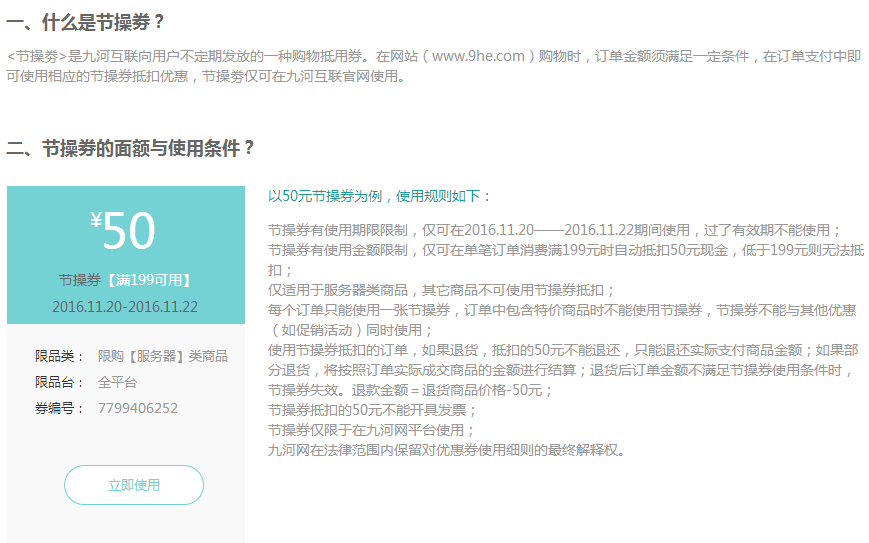 一、什么是节操券？
<节操券>是九河互联向用户不定期发放的一种购物抵用券。在网站（www.9he.com）购物时，订单金额须满足一定条件，在订单支付中即
可使用相应的节操券抵扣优惠，节操券仅可在九河互联官网使用。
二、节操券的面额与使用条件？
¥50
节操券【满199可用】
2016.11.20-2016.11.22
限品类： 限购【服务器】类商品
限品台： 全平台
券编号： 7799406252
立即使用
以50元节操券为例，使用规则如下：
节操券有使用期限限制，仅可在2016.11.20——2016.11.22期间使用，过了有效期不能使用；
节操券有使用金额限制，仅可在单笔订单消费满199元时自动抵扣50元现金，低于199元则无法抵
扣；
仅适用于服务器类商品，其它商品不可使用节操券抵扣；
每个订单只能使用一张节操券，订单中包含特价商品时不能使用节操券，节操券不能与其他优惠
（如促销活动）同时使用；
使用节操券抵扣的订单，如果退货，抵扣的50元不能退还，只能退还实际支付商品金额；如果部
分退货，将按照订单实际成交商品的金额进行结算；退货后订单金额不满足节操券使用条件时，
节操券失效。退款金额＝退货商品价格-50元；
节操券抵扣的50元不能开具发票；
节操券仅限于在九河网平台使用；
九河网在法律范围内保留对优惠券使用细则的最终解释权。